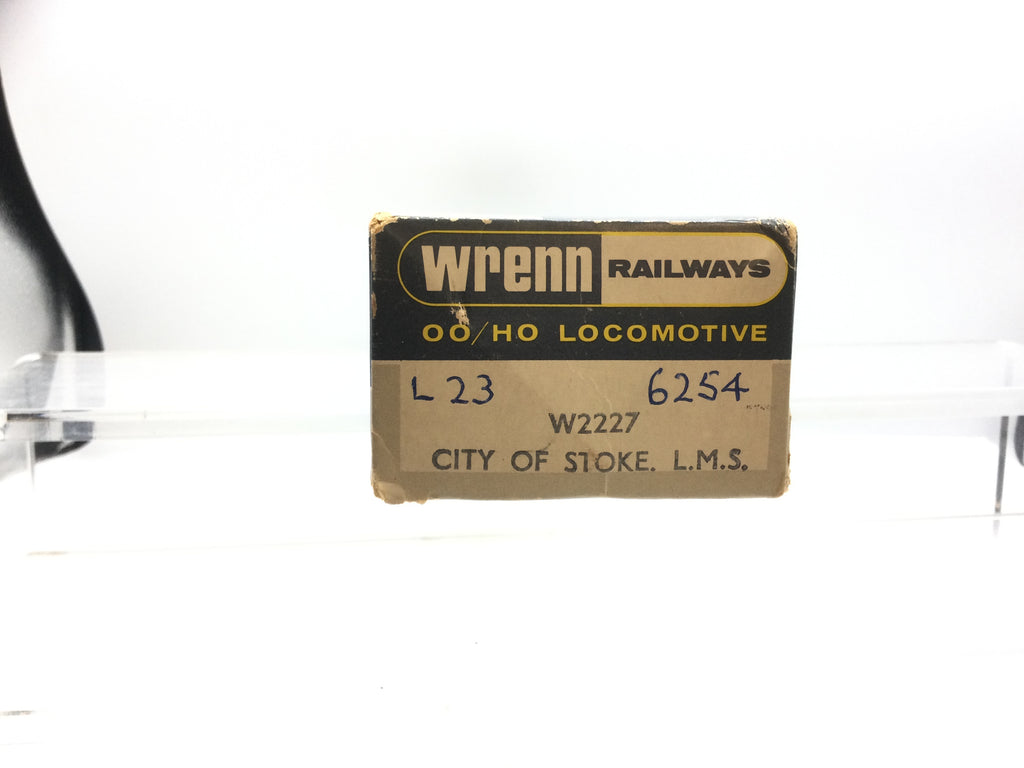 wrenn RAILWAYS
OO/HO LOCOMOTIVE
L 23 6254
W2227
CITY OF STOKE. L.M.S.